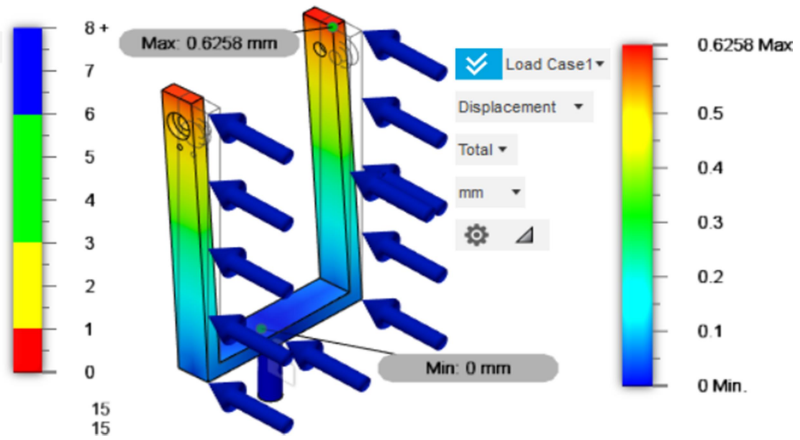 8 +
7
6
5
4
3
2
1
0
15
15
Max: 0.6258 mm
Min: 0 mm
Load Case1
Displacement
Total
mm
0.6258 Max
0.5
0.4
0.3
0.2
0.1
0 Min.